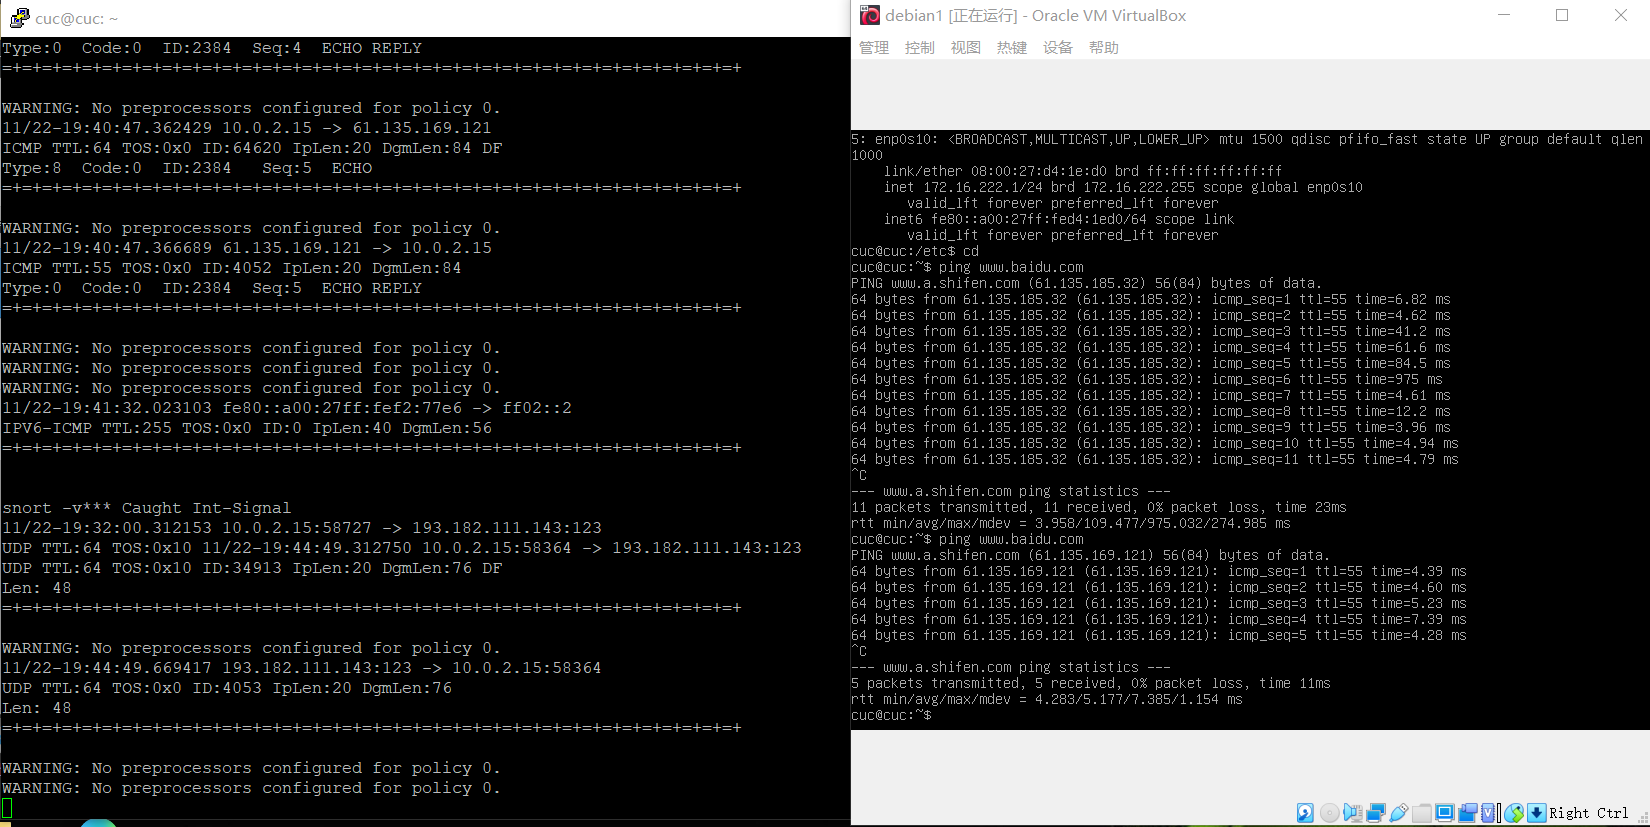 cuc@cuc: ~
Type:0  Code:0  ID:2384  Seq:4  ECHO REPLY
=+=+=+=+=+=+=+=+=+=+=+=+=+=+=+=+=+=+=+=+=+=+=+=+=+=+=+=+=+=+=+=+=+=+=+=+=+
WARNING: No preprocessors configured for policy 0.
11/22-19:40:47.362429 10.0.2.15 -> 61.135.169.121
ICMP TTL:64 TOS:0x0 ID:64620 IpLen:20 DgmLen:84 DF
Type:8  Code:0  ID:2384   Seq:5  ECHO
=+=+=+=+=+=+=+=+=+=+=+=+=+=+=+=+=+=+=+=+=+=+=+=+=+=+=+=+=+=+=+=+=+=+=+=+=+
WARNING: No preprocessors configured for policy 0.
11/22-19:40:47.366689 61.135.169.121 -> 10.0.2.15
ICMP TTL:55 TOS:0x0 ID:4052 IpLen:20 DgmLen:84
Type:0  Code:0  ID:2384  Seq:5  ECHO REPLY
=+=+=+=+=+=+=+=+=+=+=+=+=+=+=+=+=+=+=+=+=+=+=+=+=+=+=+=+=+=+=+=+=+=+=+=+=+
WARNING: No preprocessors configured for policy 0.
WARNING: No preprocessors configured for policy 0.
WARNING: No preprocessors configured for policy 0.
11/22-19:41:32.023103 fe80::a00:27ff:fef2:77e6 -> ff02::2
IPV6-ICMP TTL:255 TOS:0x0 ID:0 IpLen:40 DgmLen:56
=+=+=+=+=+=+=+=+=+=+=+=+=+=+=+=+=+=+=+=+=+=+=+=+=+=+=+=+=+=+=+=+=+=+=+=+=+
snort -v*** Caught Int-Signal
11/22-19:32:00.312153 10.0.2.15:58727 -> 193.182.111.143:123
UDP TTL:64 TOS:0x10 11/22-19:44:49.312750 10.0.2.15:58364 -> 193.182.111.143:123
UDP TTL:64 TOS:0x10 ID:34913 IpLen:20 DgmLen:76 DF
Len: 48
=+=+=+=+=+=+=+=+=+=+=+=+=+=+=+=+=+=+=+=+=+=+=+=+=+=+=+=+=+=+=+=+=+=+=+=+=+
WARNING: No preprocessors configured for policy 0.
11/22-19:44:49.669417 193.182.111.143:123 -> 10.0.2.15:58364
UDP TTL:64 TOS:0x0 ID:4053 IpLen:20 DgmLen:76
Len: 48
=+=+=+=+=+=+=+=+=+=+=+=+=+=+=+=+=+=+=+=+=+=+=+=+=+=+=+=+=+=+=+=+=+=+=+=+=+
WARNING: No preprocessors configured for policy 0.
WARNING: No preprocessors configured for policy 0.
debian1 [正在运行] - Oracle VM VirtualBox
管理 控制 视图 热键 设备 帮助
5: enp0s10: <BROADCAST,MULTICAST,UP,LOWER_UP> mtu 1500 qdisc pfifo_fast state UP group default qlen
1000
link/ether 08:00:27:d4:1e:d0 brd ff:ff:ff:ff:ff:ff
inet 172.16.222.1/24 brd 172.16.222.255 scope global enp0s10
valid_lft forever preferred_lft forever
inet6 fe80::a00:27ff:fed4:1ed0/64 scope link
valid_lft forever preferred_lft forever
cuc@cuc:/etc$ cd
cuc@cuc:~$ ping www.baidu.com
PING www.a.shifen.com (61.135.185.32) 56(84) bytes of data.
64 bytes from 61.135.185.32 (61.135.185.32): icmp_seq=1 ttl=55 time=6.82 ms
64 bytes from 61.135.185.32 (61.135.185.32): icmp_seq=2 ttl=55 time=4.62 ms
64 bytes from 61.135.185.32 (61.135.185.32): icmp_seq=3 ttl=55 time=41.2 ms
64 bytes from 61.135.185.32 (61.135.185.32): icmp_seq=4 ttl=55 time=61.6 ms
64 bytes from 61.135.185.32 (61.135.185.32): icmp_seq=5 ttl=55 time=84.5 ms
64 bytes from 61.135.185.32 (61.135.185.32): icmp_seq=6 ttl=55 time=975 ms
64 bytes from 61.135.185.32 (61.135.185.32): icmp_seq=7 ttl=55 time=4.61 ms
64 bytes from 61.135.185.32 (61.135.185.32): icmp_seq=8 ttl=55 time=12.2 ms
64 bytes from 61.135.185.32 (61.135.185.32): icmp_seq=9 ttl=55 time=3.96 ms
64 bytes from 61.135.185.32 (61.135.185.32): icmp_seq=10 ttl=55 time=4.94 ms
64 bytes from 61.135.185.32 (61.135.185.32): icmp_seq=11 ttl=55 time=4.79 ms
^C
--- www.a.shifen.com ping statistics ---
11 packets transmitted, 11 received, 0% packet loss, time 23ms
rtt min/avg/max/mdev = 3.958/109.477/975.032/274.985 ms
cuc@cuc:~$ ping www.baidu.com
PING www.a.shifen.com (61.135.169.121) 56(84) bytes of data.
64 bytes from 61.135.169.121 (61.135.169.121): icmp_seq=1 ttl=55 time=4.39 ms
64 bytes from 61.135.169.121 (61.135.169.121): icmp_seq=2 ttl=55 time=4.60 ms
64 bytes from 61.135.169.121 (61.135.169.121): icmp_seq=3 ttl=55 time=5.23 ms
64 bytes from 61.135.169.121 (61.135.169.121): icmp_seq=4 ttl=55 time=7.39 ms
64 bytes from 61.135.169.121 (61.135.169.121): icmp_seq=5 ttl=55 time=4.28 ms
^C
--- www.a.shifen.com ping statistics ---
5 packets transmitted, 5 received, 0% packet loss, time 11ms
rtt min/avg/max/mdev = 4.283/5.177/7.385/1.154 ms
cuc@cuc:~$
Right Ctrl